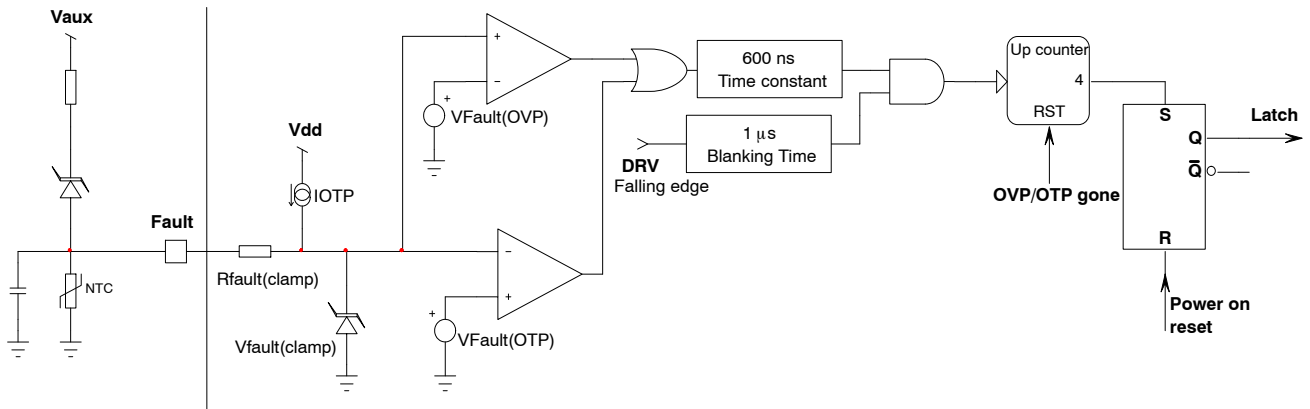 Vaux
Fault
NTC
Rfault(clamp)
Vdd
IOTP
Vfault(clamp)
+
−
+
VFault(OVP)
−
+
+
VFault(OTP)
600 ns
Time constant
1 μs
Blanking Time
DRV
Falling edge
Up counter
4
RST
OVP/OTP gone
S
Q
Q̅
R
Latch
Power on
reset